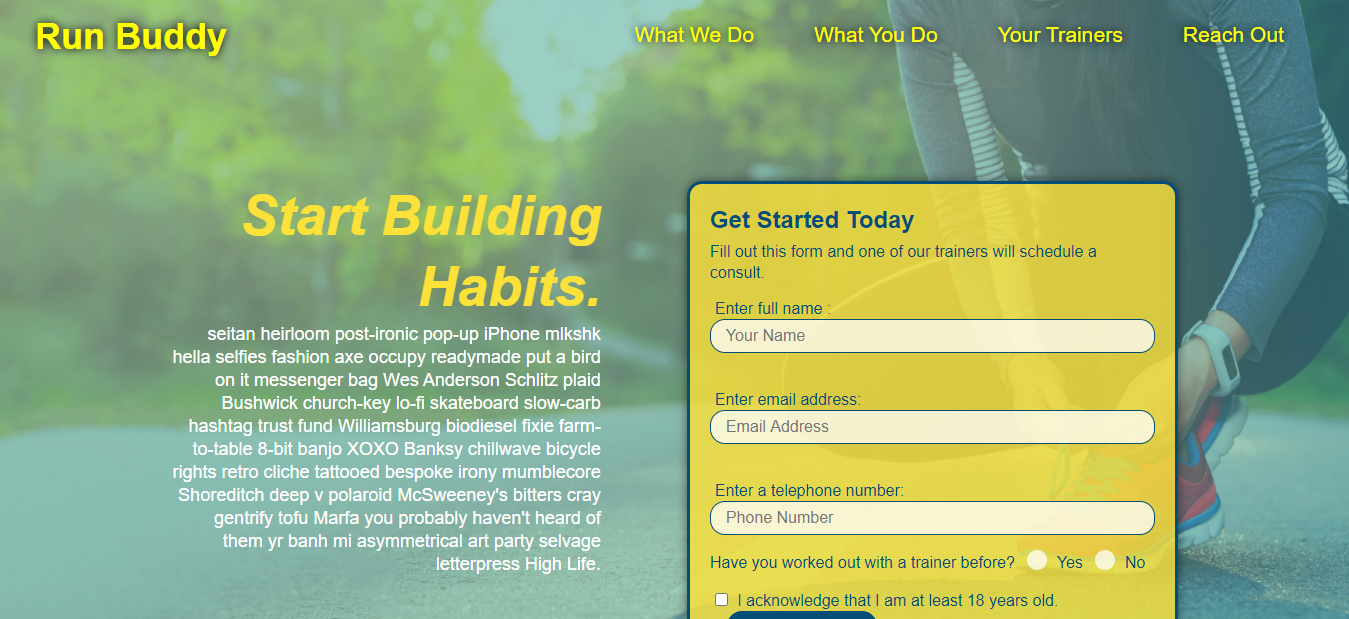 Run Buddy
What We Do
What You Do
Your Trainers
Reach Out
Start Building
Habits.
seitan heirloom post-ironic pop-up iPhone mlkshk
hella selfies fashion axe occupy readymade put a bird
on it messenger bag Wes Anderson Schlitz plaid
Bushwick church-key lo-fi skateboard slow-carb
hashtag trust fund Williamsburg biodiesel fixie farm-
to-table 8-bit banjo XOXO Banksy chillwave bicycle
rights retro cliche tattooed bespoke irony mumblecore
Shoreditch deep v polaroid McSweeney's bitters cray
gentrify tofu Marfa you probably haven't heard of
them yr banh mi asymmetrical art party selvage
letterpress High Life.
Get Started Today
Fill out this form and one of our trainers will schedule a
consult.
Enter full name :
Your Name
Enter email address:
Email Address
Enter a telephone number:
Phone Number
Have you worked out with a trainer before? Yes No
I acknowledge that I am at least 18 years old.